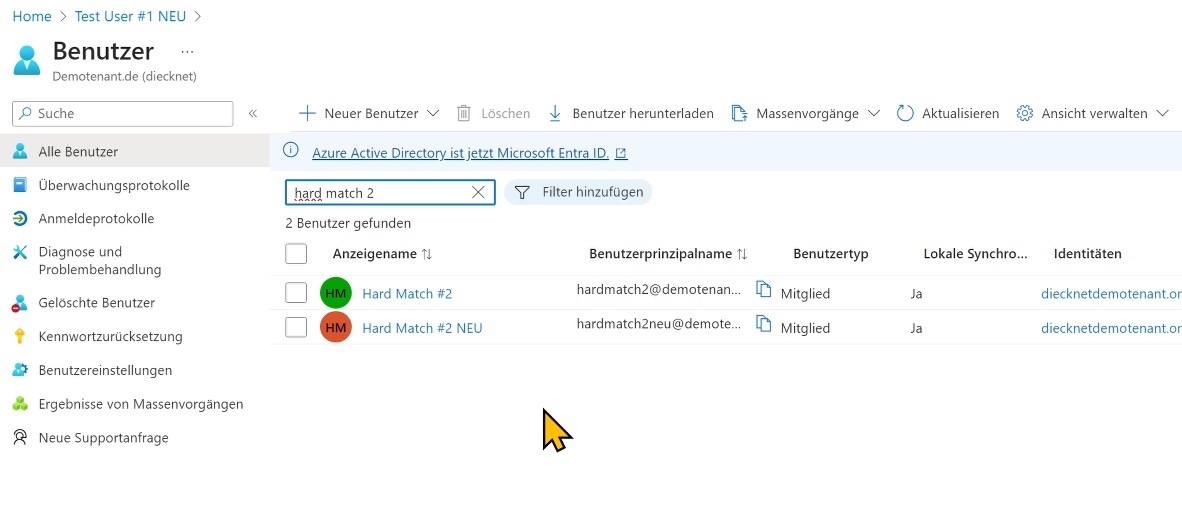 Home > Test User #1 NEU >
Benutzer ...
Demotenant.de (diecknet)
Suche «
Neuer Benutzer Löschen Benutzer herunterladen Massenvorgänge Aktualisieren Ansicht verwalten
Alle Benutzer
Überwachungsprotokolle
Anmeldeprotokolle
Diagnose und
Problembehandlung
Gelöschte Benutzer
Kennwortzurücksetzung
Benutzereinstellungen
Ergebnisse von Massenvorgängen
Neue Supportanfrage
Azure Active Directory ist jetzt Microsoft Entra ID.
hard match 2 Filter hinzufügen
2 Benutzer gefunden
Anzeigename Benutzerprinzipalname Benutzertyp Lokale Synchro... Identitäten
HM Hard Match #2 hardmatch2@demotenan... Mitglied Ja diecknetdemotenant.or
HM Hard Match #2 NEU hardmatch2neu@demote... Mitglied Ja diecknetdemotenant.or